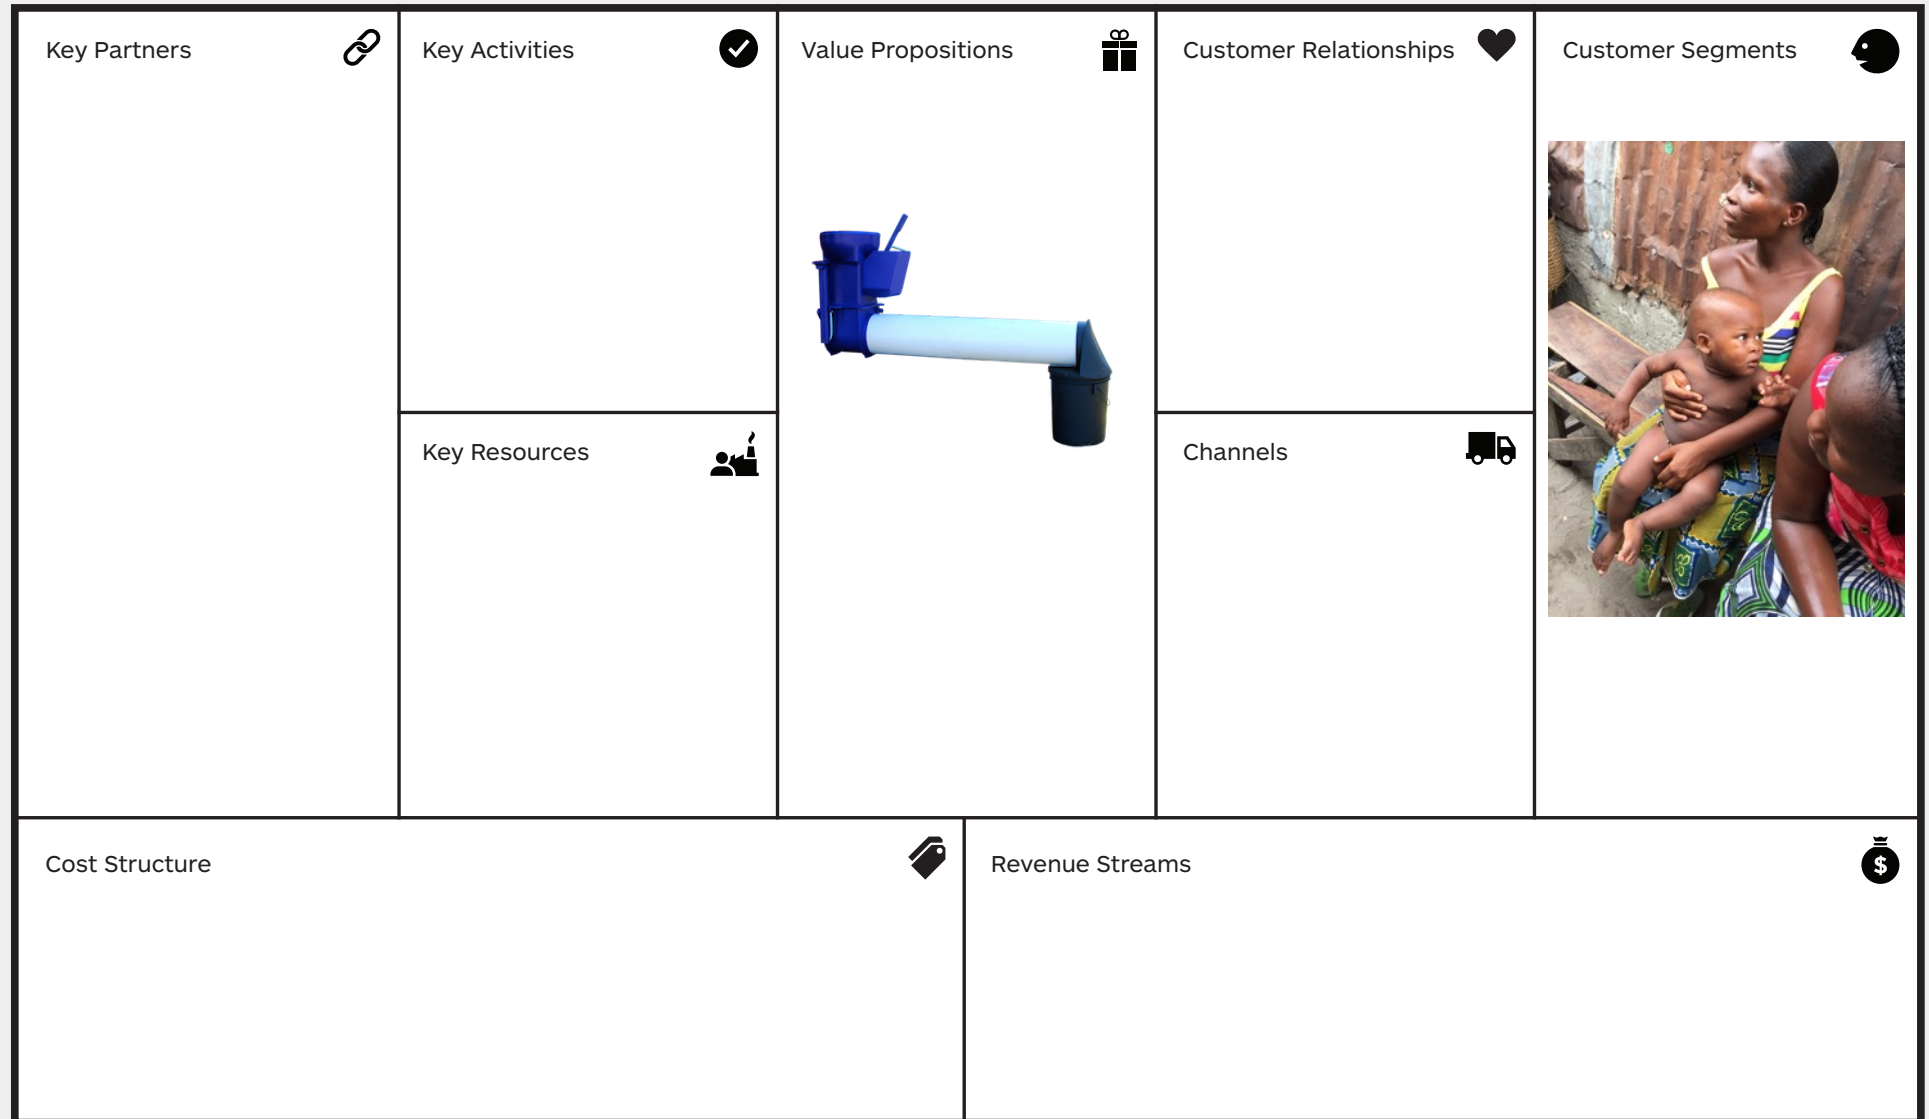 Key Partners
Key Activities
Value Propositions
Customer Relationships
Customer Segments
Key Resources
Channels
Cost Structure
Revenue Streams
$